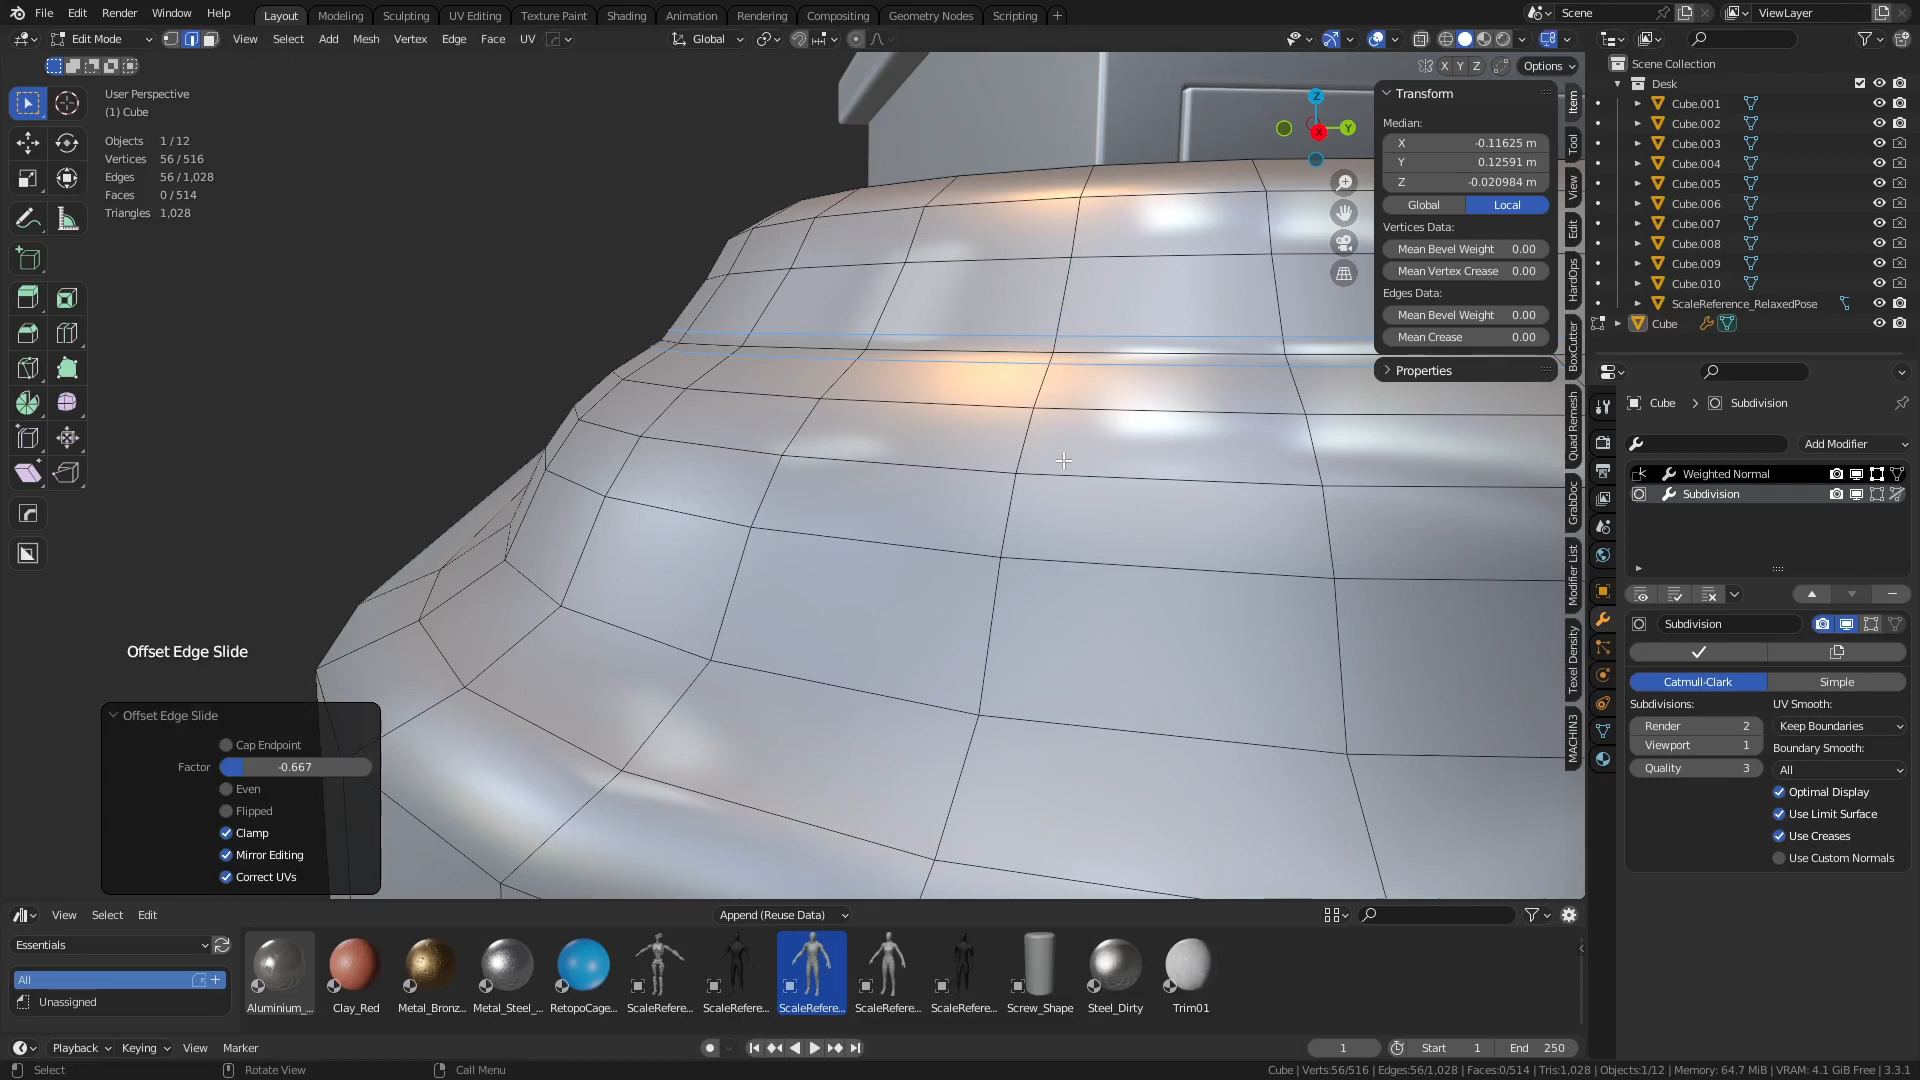 File Edit Render Window Help Layout Modeling Sculpting UV Editing Texture Paint Shading Animation Rendering Compositing Geometry Nodes Scripting + Scene ViewLayer
Edit Mode View Select Add Mesh Vertex Edge Face UV Global
X Y Z Options
User Perspective
(1) Cube
Objects 1 / 12
Vertices 56 / 516
Edges 56 / 1,028
Faces 0 / 514
Triangles 1,028
Z
Y
X
Transform
Median:
X -0.11625 m
Y 0.12591 m
Z -0.020984 m
Global Local
Vertices Data:
Mean Bevel Weight 0.00
Mean Vertex Crease 0.00
Edges Data:
Mean Bevel Weight 0.00
Mean Crease 0.00
Properties
Item
Tool
View
Edit
HardOps
BoxCutter
Quad Remesh
GrabDoc
Modifier List
Texel Density
MACHIN3
Scene Collection
Desk
Cube.001
Cube.002
Cube.003
Cube.004
Cube.005
Cube.006
Cube.007
Cube.008
Cube.009
Cube.010
ScaleReference_RelaxedPose
Cube
Cube Subdivision
Add Modifier
Weighted Normal
Subdivision
Subdivision
Catmull-Clark Simple
Subdivisions:
Render 2
Viewport 1
Quality 3
UV Smooth:
Keep Boundaries
Boundary Smooth:
All
Optimal Display
Use Limit Surface
Use Creases
Use Custom Normals
Offset Edge Slide
Offset Edge Slide
Cap Endpoint
Factor -0.667
Even
Flipped
Clamp
Mirror Editing
Correct UVs
View Select Edit Append (Reuse Data)
Essentials
All
Unassigned
Aluminium_... Clay_Red Metal_Bronz... Metal_Steel_... RetopoCage... ScaleRefere... ScaleRefere... ScaleRefere... ScaleRefere... ScaleRefere... Screw_Shape Steel_Dirty Trim01
Playback Keying View Marker 1 Start 1 End 250
Select Rotate View Call Menu Cube | Verts:56/516 | Edges:56/1,028 | Faces:0/514 | Tris:1,028 | Objects:1/12 | Memory: 64.7 MiB | VRAM: 4.1 GiB Free | 3.3.1